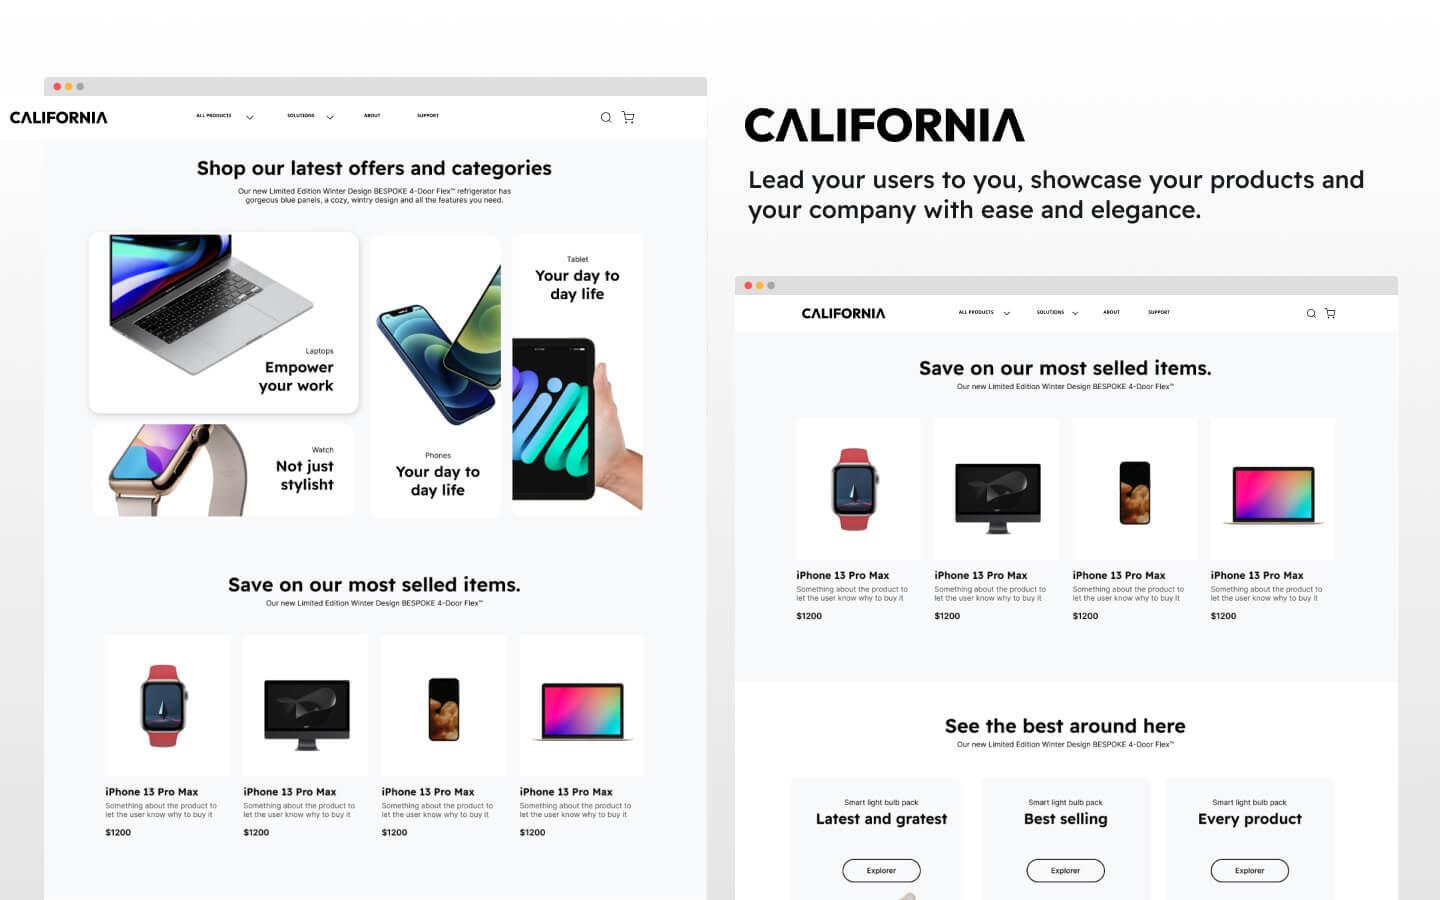 CALIFORNIA
ALL PRODUCTS
SOLUTIONS
ABOUT
SUPPORT
Shop our latest offers and categories
Our new Limited Edition Winter Design BESPOKE 4-Door Flex™ refrigerator has
gorgeous blue panels, a cozy, wintry design and all the features you need.
Laptops
Empower
your work
Watch
Not just
stylisht
Phones
Your day to
day life
Tablet
Your day to
day life
Save on our most selled items.
Our new Limited Edition Winter Design BESPOKE 4-Door Flex™
iPhone 13 Pro Max
Something about the product to
let the user know why to buy it
$1200
iPhone 13 Pro Max
Something about the product to
let the user know why to buy it
$1200
iPhone 13 Pro Max
Something about the product to
let the user know why to buy it
$1200
iPhone 13 Pro Max
Something about the product to
let the user know why to buy it
$1200
CALIFORNIA
Lead your users to you, showcase your products and
your company with ease and elegance.
CALIFORNIA
ALL PRODUCTS
SOLUTIONS
ABOUT
SUPPORT
Save on our most selled items.
Our new Limited Edition Winter Design BESPOKE 4-Door Flex™
iPhone 13 Pro Max
Something about the product to
let the user know why to buy it
$1200
iPhone 13 Pro Max
Something about the product to
let the user know why to buy it
$1200
iPhone 13 Pro Max
Something about the product to
let the user know why to buy it
$1200
iPhone 13 Pro Max
Something about the product to
let the user know why to buy it
$1200
See the best around here
Our new Limited Edition Winter Design BESPOKE 4-Door Flex™
Smart light bulb pack
Latest and gratest
Explorer
Smart light bulb pack
Best selling
Explorer
Smart light bulb pack
Every product
Explorer